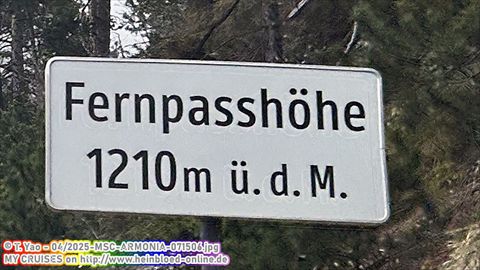 Fernpasshöhe
1210m ü.d.M.
© T. Yao - 04/2025-MSC-ARMONIA-071506.jpg
MY CRUISES on http://www.heinbloed-online.de